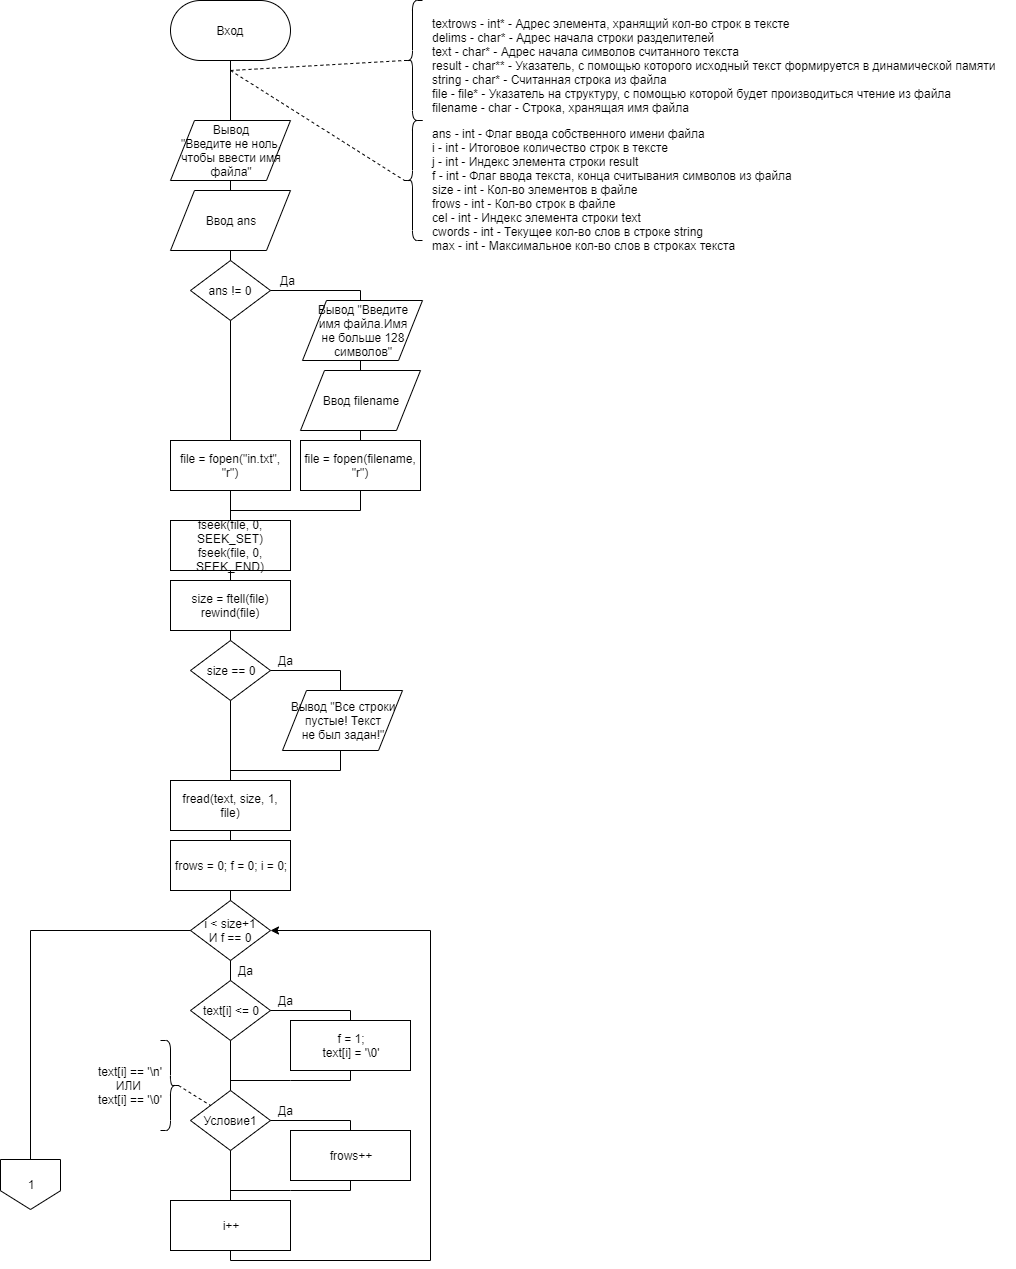 Вход
textrows - int* - Адрес элемента, хранящий кол-во строк в тексте
delims - char* - Адрес начала строки разделителей
text - char* - Адрес начала символов считанного текста
result - char** - Указатель, с помощью которого исходный текст формируется в динамической памяти
string - char* - Считанная строка из файла
file - file* - Указатель на структуру, с помощью которой будет производиться чтение из файла
filename - char - Строка, хранящая имя файла
ans - int - Флаг ввода собственного имени файла
i - int - Итоговое количество строк в тексте
j - int - Индекс элемента строки result
f - int - Флаг ввода текста, конца считывания символов из файла
size - int - Кол-во элементов в файле
frows - int - Кол-во строк в файле
cel - int - Индекс элемента строки text
cwords - int - Текущее кол-во слов в строке string
max - int - Максимальное кол-во слов в строках текста
Вывод
"Введите не ноль,
чтобы ввести имя
файла"
Ввод ans
ans != 0
Да
Вывод "Введите
имя файла.Имя
не больше 128
символов"
Ввод filename
file = fopen("in.txt",
"r")
file = fopen(filename,
"r")
fseek(file, 0,
SEEK_SET)
fseek(file, 0,
SEEK_END)
size = ftell(file)
rewind(file)
size == 0
Да
Вывод "Все строки
пустые! Текст
не был задан!"
fread(text, size, 1,
file)
frows = 0; f = 0; i = 0;
i < size+1
И f == 0
Да
text[i] <= 0
Да
f = 1;
text[i] = '\0'
text[i] == '\n'
ИЛИ
text[i] == '\0'
Условие1
Да
frows++
1
i++